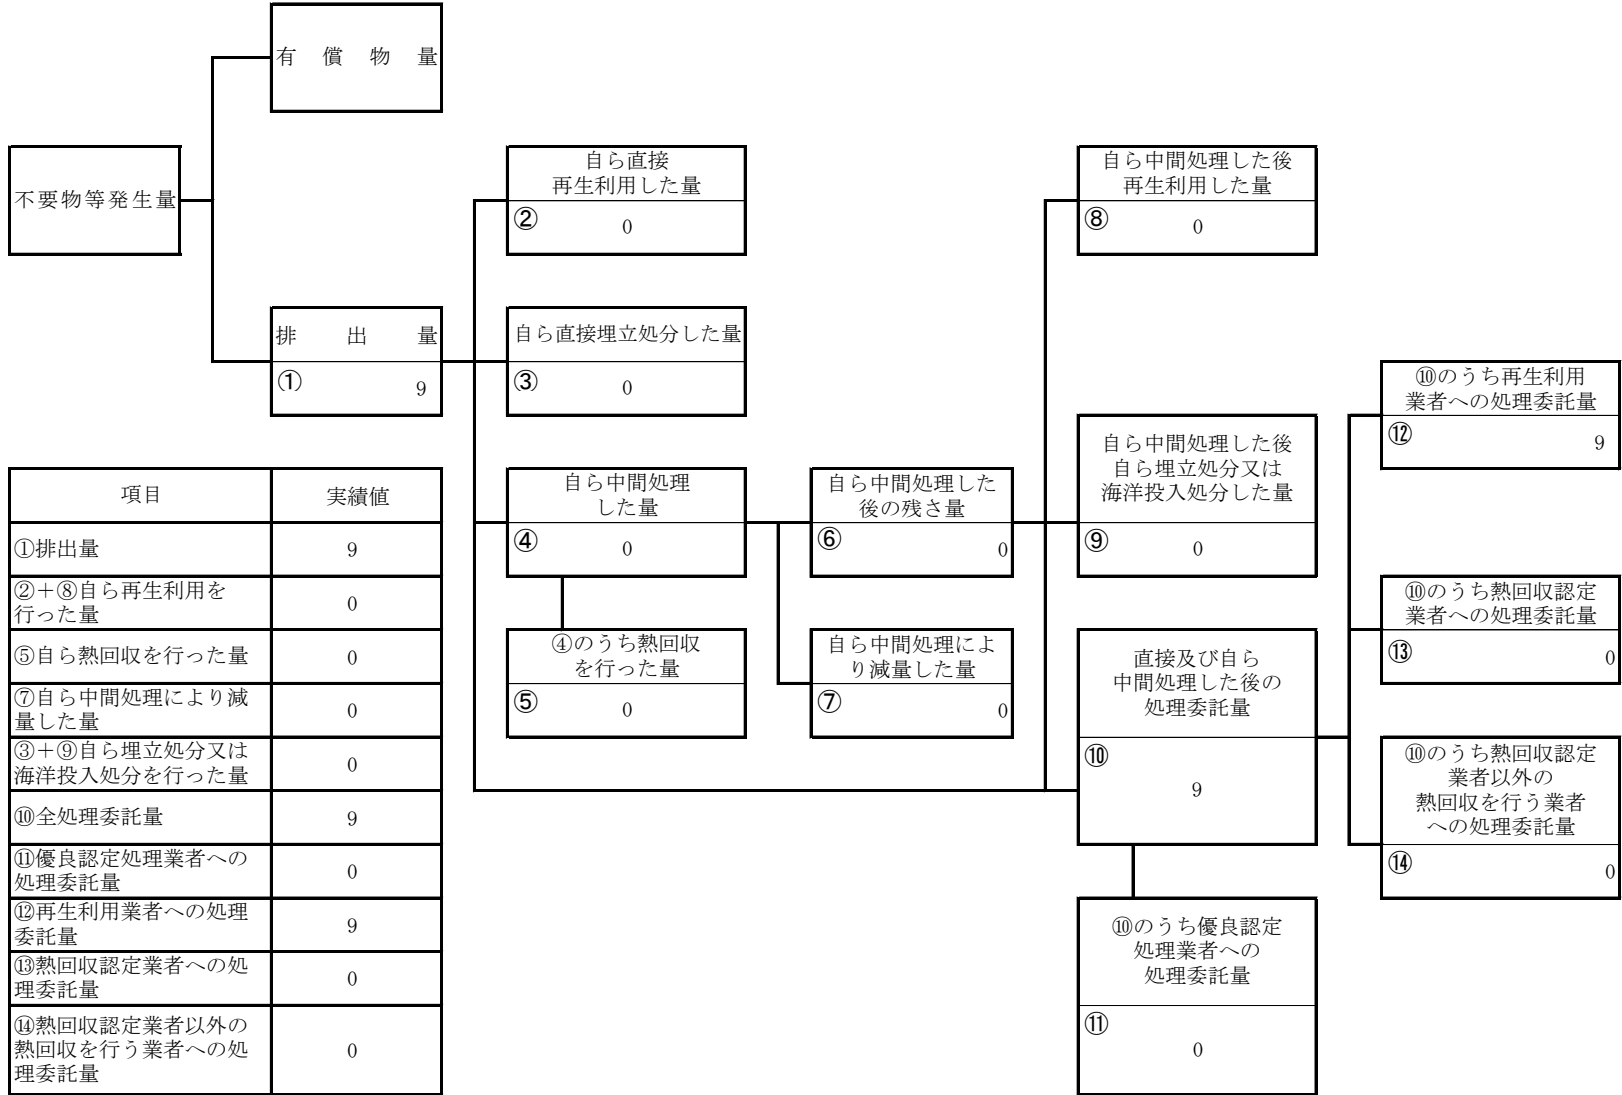 有償物量
不要物等発生量
排出量
① 9
自ら直接
再生利用した量
② 0
自ら直接埋立処分した量
③ 0
自ら中間処理
した量
④ 0
④のうち熱回収
を行った量
⑤ 0
自ら中間処理した
後の残さ量
⑥ 0
自ら中間処理によ
り減量した量
⑦ 0
自ら中間処理した後
再生利用した量
⑧ 0
自ら中間処理した後
自ら埋立処分又は
海洋投入処分した量
⑨ 0
直接及び自ら
中間処理した後の
処理委託量
⑩
9
⑩のうち優良認定
処理業者への
処理委託量
⑪
0
⑩のうち再生利用
業者への処理委託量
⑫ 9
⑩のうち熱回収認定
業者への処理委託量
⑬ 0
⑩のうち熱回収認定
業者以外の
熱回収を行う業者
への処理委託量
⑭ 0
項目 実績値
①排出量 9
②+⑧自ら再生利用を
行った量 0
⑤自ら熱回収を行った量 0
⑦自ら中間処理により減
量した量 0
③+⑨自ら埋立処分又は
海洋投入処分を行った量 0
⑩全処理委託量 9
⑪優良認定処理業者への
処理委託量 0
⑫再生利用業者への処理
委託量 9
⑬熱回収認定業者への処
理委託量 0
⑭熱回収認定業者以外の
熱回収を行う業者への処
理委託量 0